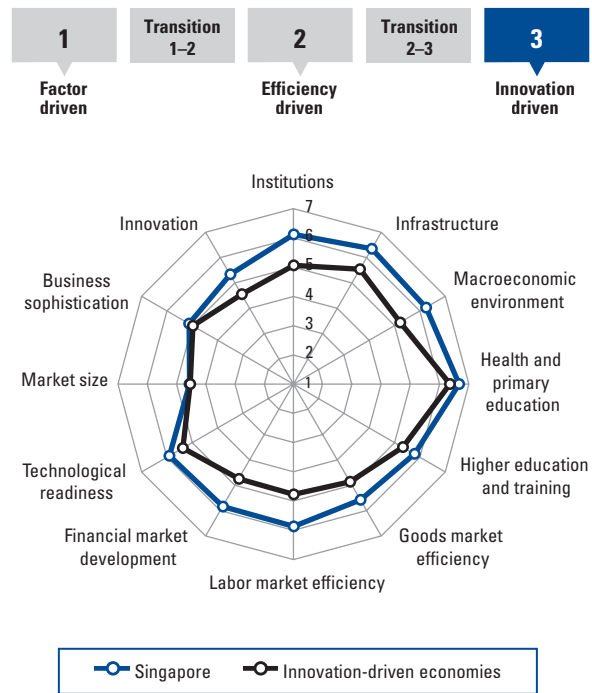 1
Transition
1–2
2
Transition
2–3
3
Factor
driven
Efficiency
driven
Innovation
driven
Institutions
7
Innovation
Infrastructure
6
Business
sophistication
Macroeconomic
environment
5
4
3
2
Market size
1
Health and
primary
education
Technological
readiness
Higher education
and training
Financial market
development
Goods market
efficiency
Labor market efficiency
Singapore
Innovation-driven economies